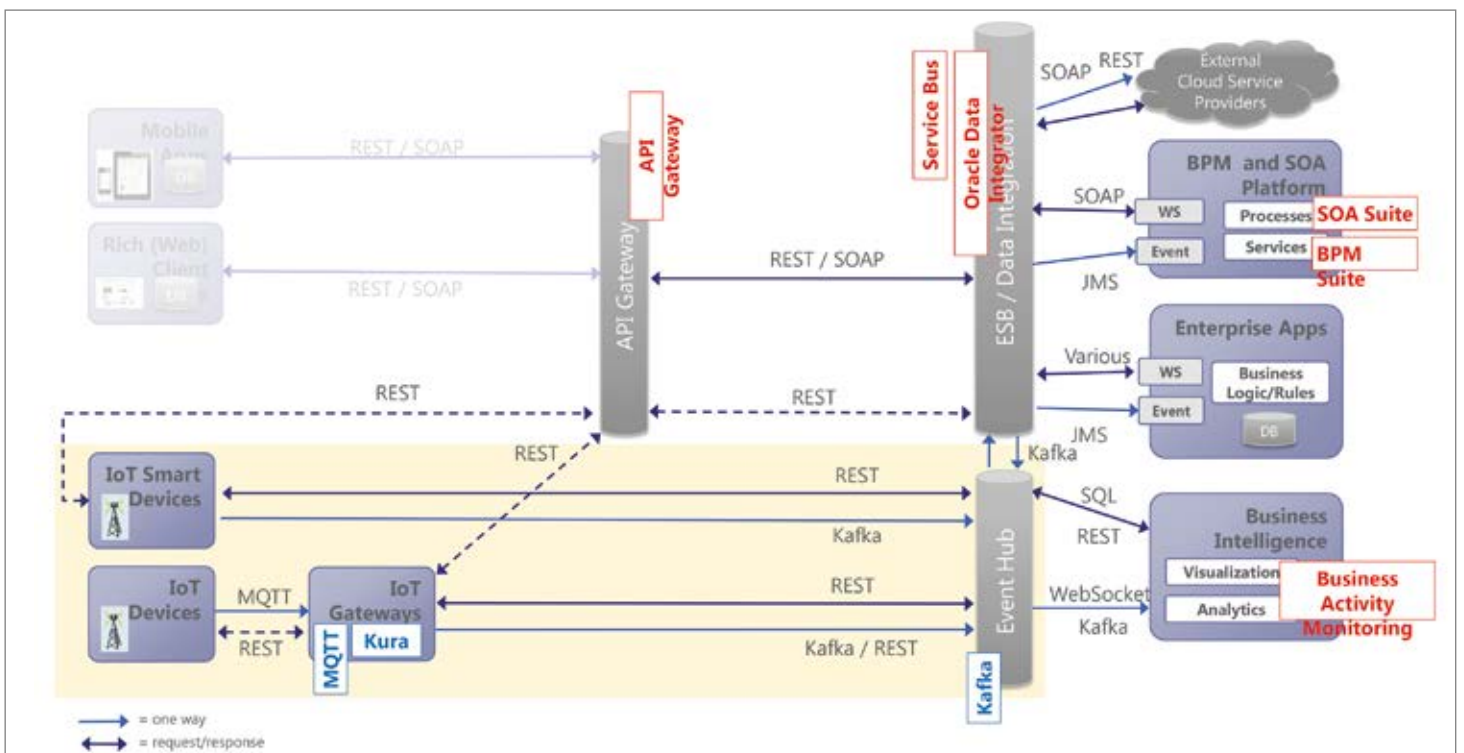 Mobile
Apps
DB
REST / SOAP
Rich (Web)
Client
DB
REST / SOAP
API
Gateway
API Gateway
REST / SOAP
REST
REST
REST
Service Bus
Oracle Data
Integrator
ESB / Data Integration
SOAP
REST
External
Cloud Service
Providers
BPM and SOA
Platform
SOAP
WS
Processes
SOA Suite
Event
Services
BPM
Suite
JMS
Enterprise Apps
Various
WS
Business
Logic/Rules
Event
DB
JMS
Kafka
IoT Smart
Devices
REST
Kafka
IoT
Devices
MQTT
REST
IoT
Gateways
MQTT
Kura
REST
Kafka / REST
Event Hub
Kafka
SQL
REST
Business
Intelligence
Visualization
Analytics
Business
Activity
Monitoring
WebSocket
Kafka
= one way
= request/response